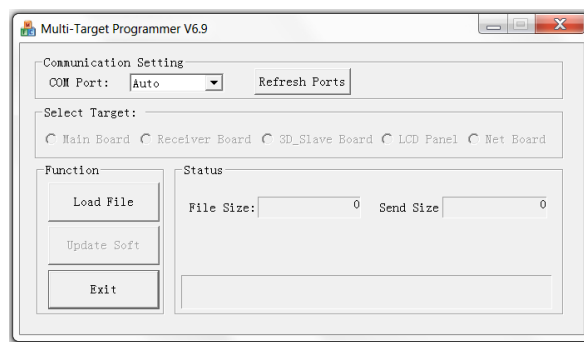 Multi-Target Programmer V6.9
Communication Setting
COM Port: Auto Refresh Ports
Select Target:
Main Board Receiver Board 3D_Slave Board LCD Panel Net Board
Function Status
Load File
File Size: 0 Send Size 0
Update Soft
Exit